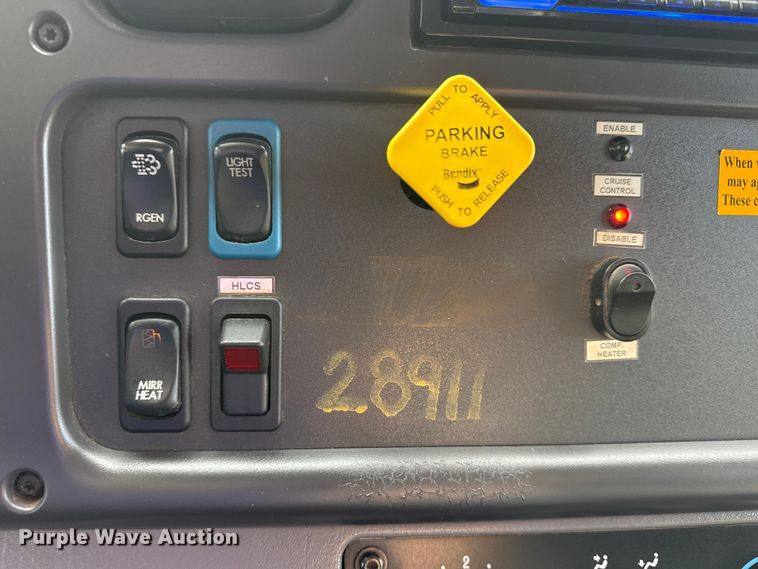 PULL TO APPLY
PARKING
BRAKE
Bendix
PUSH TO RELEASE
ENABLE
CRUISE
CONTROL
DISABLE
COMP.
HEATER
When
may
These
RGEN
LIGHT
TEST
HLCS
MIRR
HEAT
28911
Purple Wave Auction
2